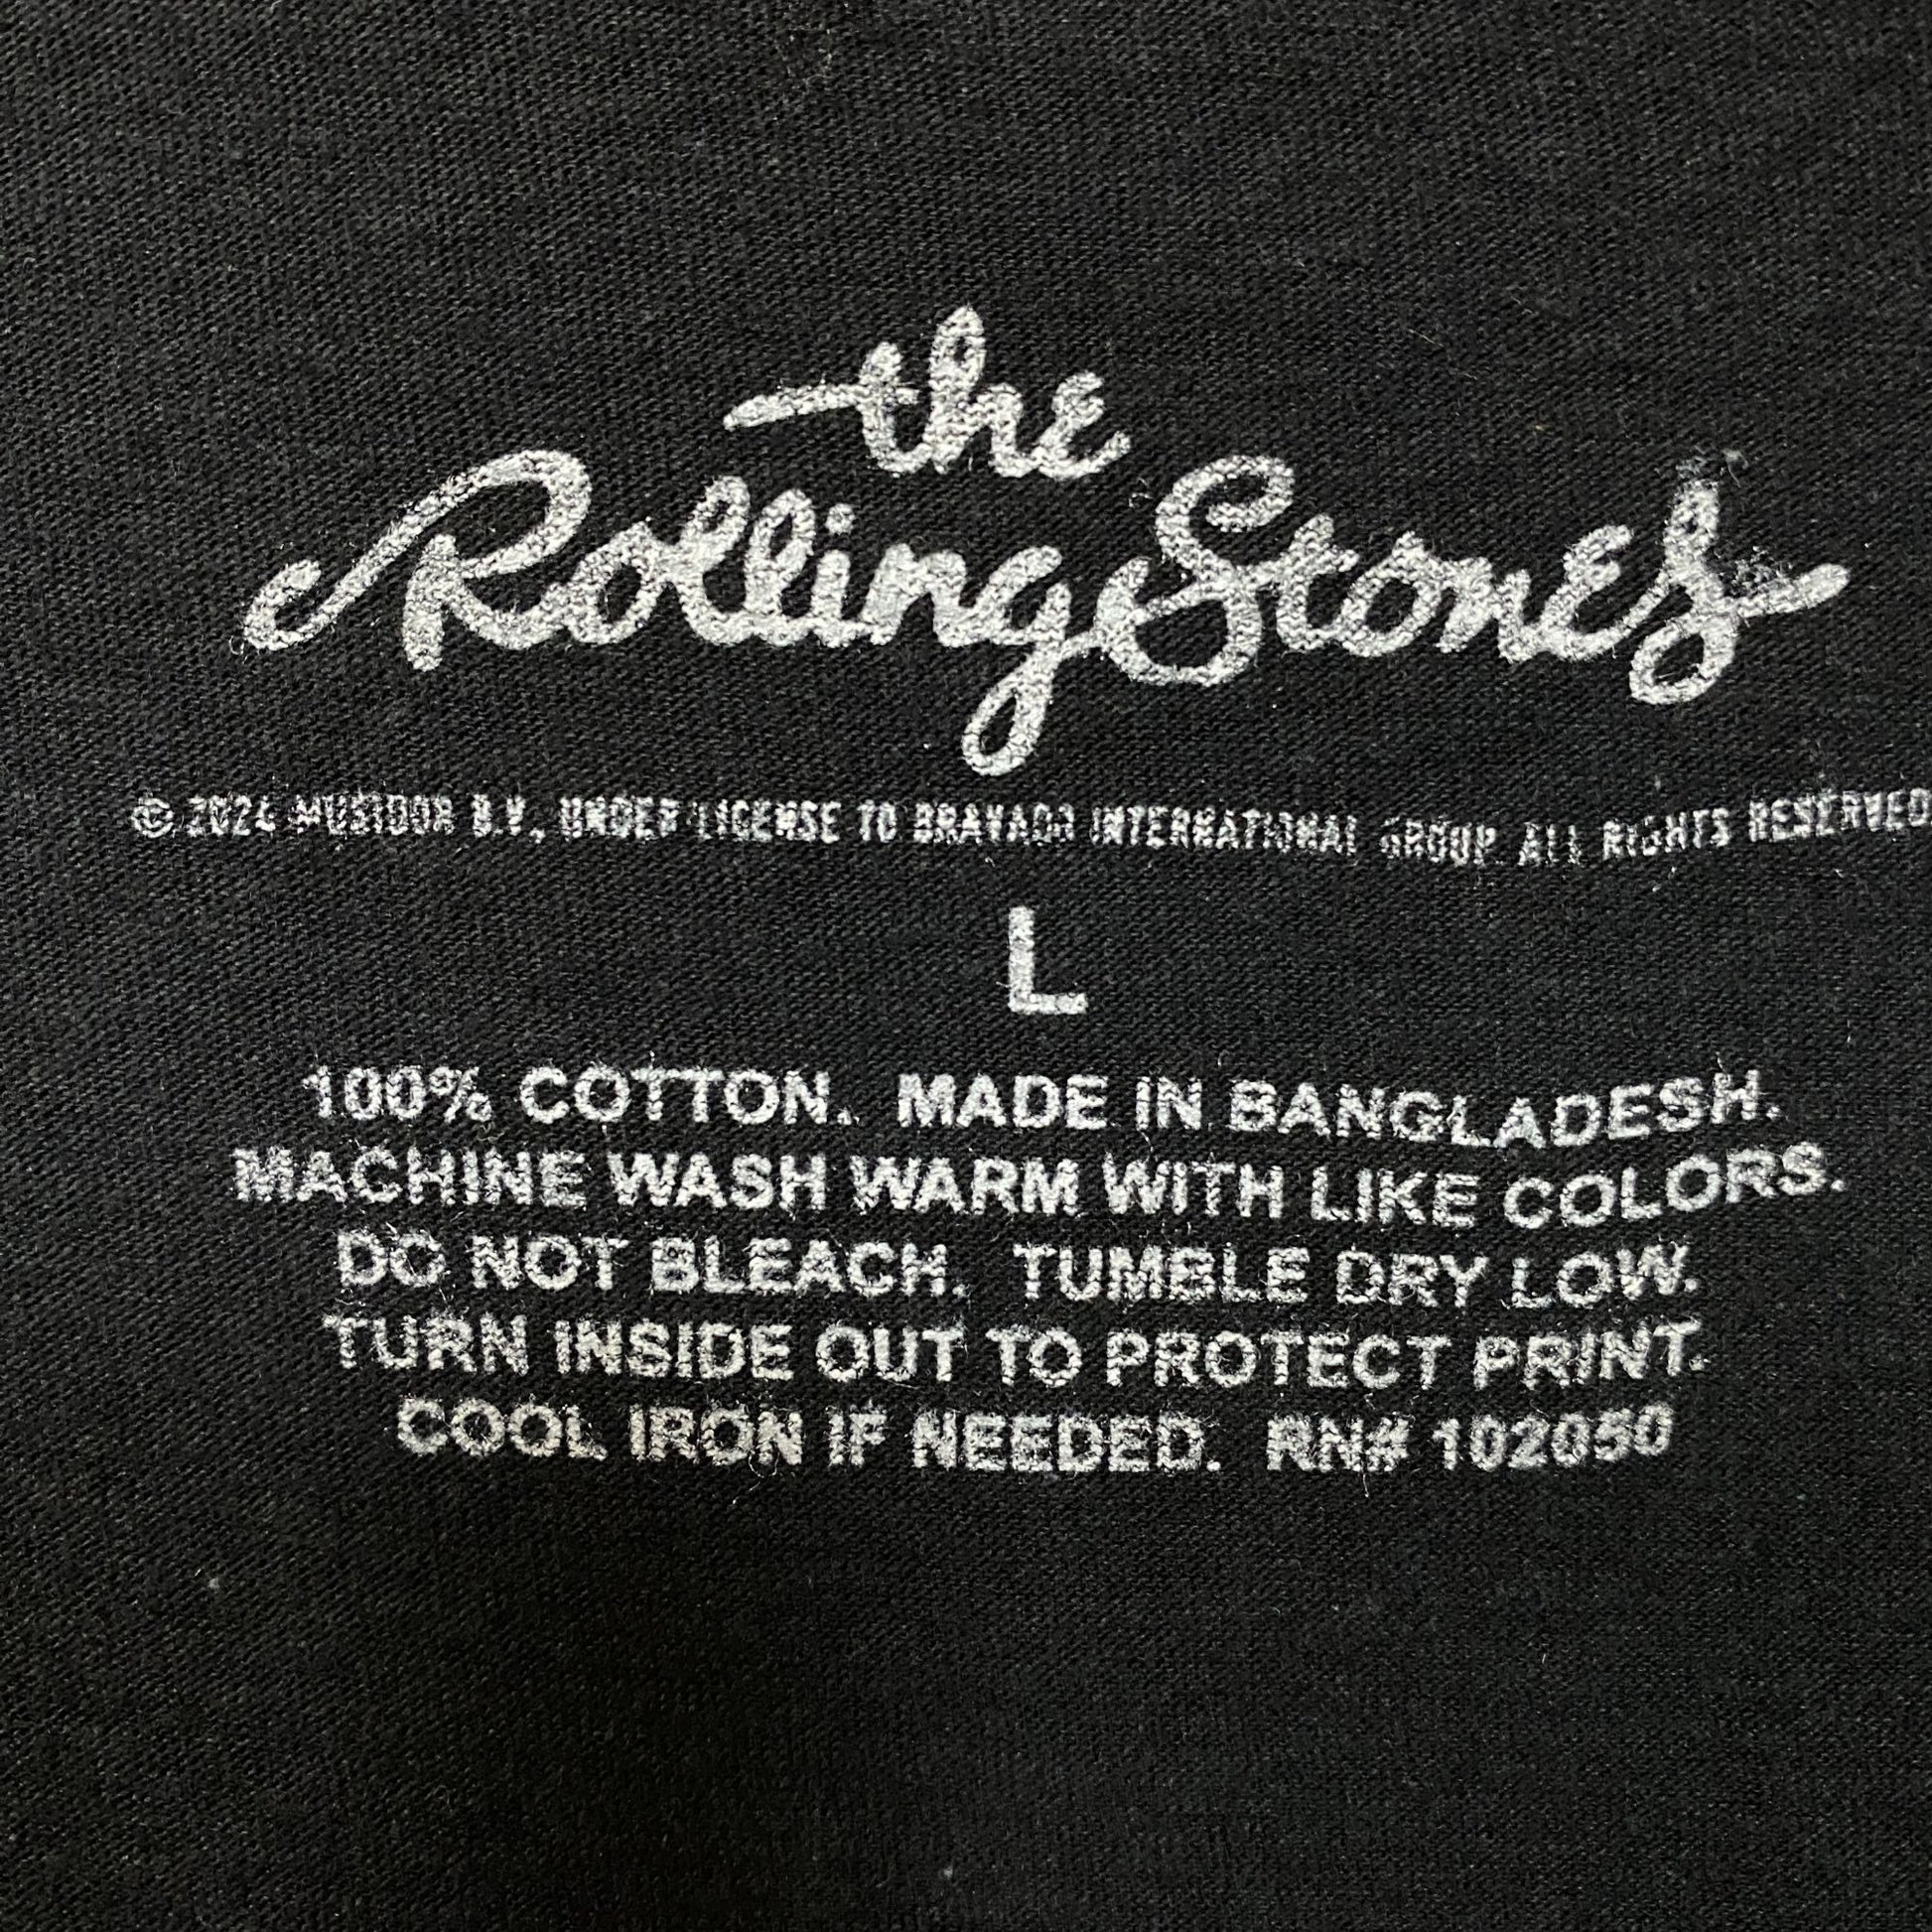 the
Rolling Stones
© 2024 MUSIDOR B.V., UNDER LICENSE TO BRAVADO INTERNATIONAL GROUP. ALL RIGHTS RESERVED
L
100% COTTON. MADE IN BANGLADESH.
MACHINE WASH WARM WITH LIKE COLORS.
DO NOT BLEACH. TUMBLE DRY LOW.
TURN INSIDE OUT TO PROTECT PRINT.
COOL IRON IF NEEDED. RN# 102050